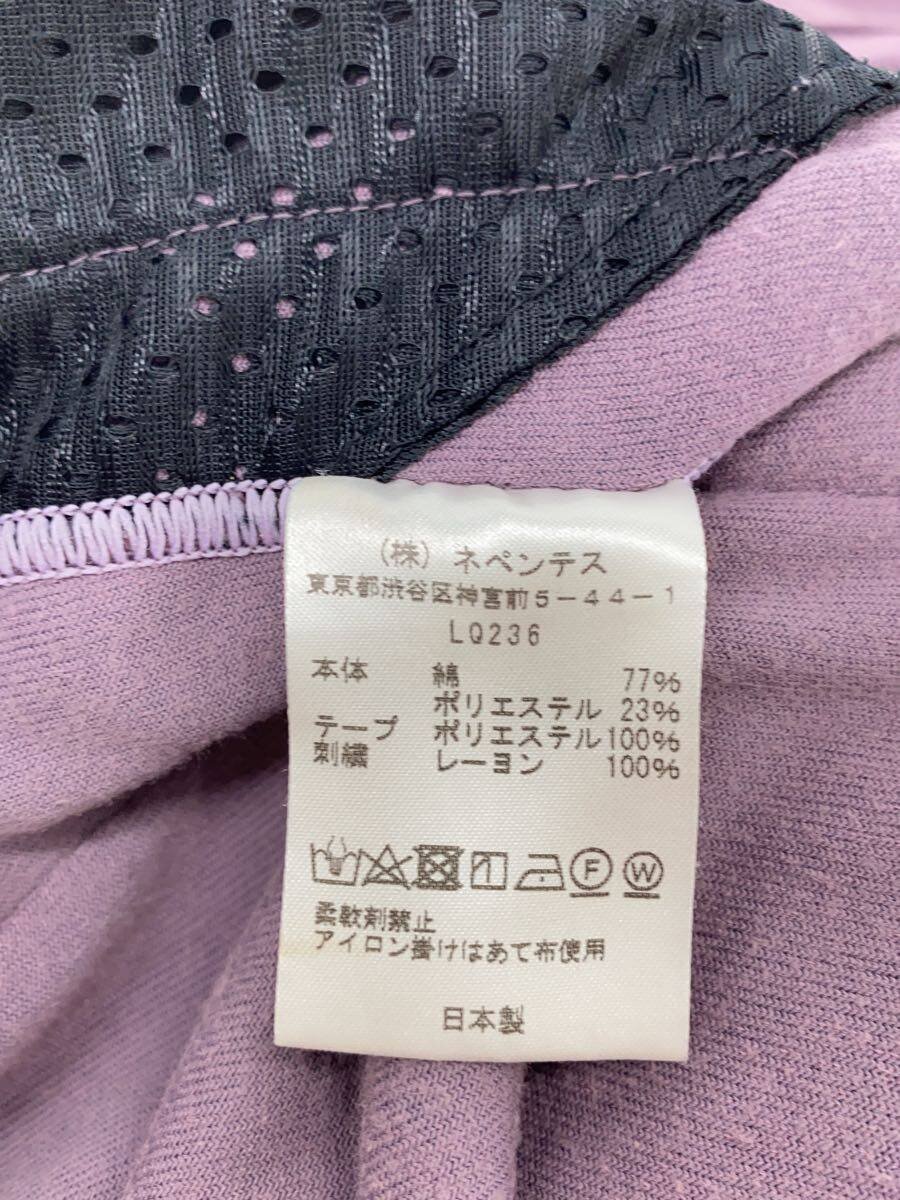 (株) ネペンテス
東京都渋谷区神宮前5-44-1
LQ236
本体 綿 77%
ポリエステル 23%
テープ ポリエステル100%
刺繍 レーヨン 100%
F W
柔軟剤禁止
アイロン掛けはあて布使用
日本製